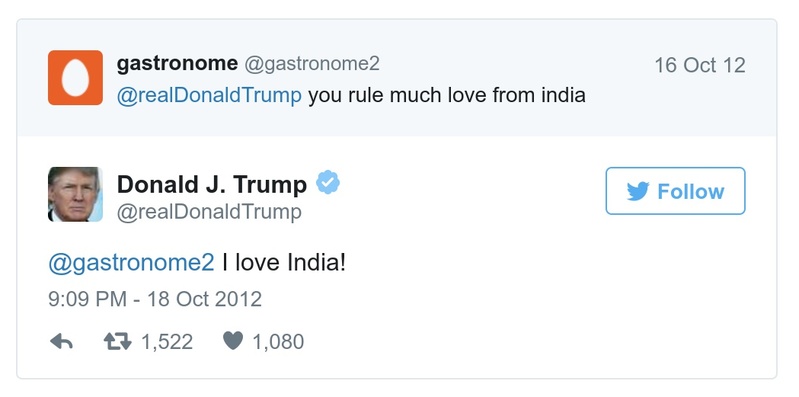 gastronome @gastronome2 16 Oct 12
@realDonaldTrump you rule much love from india
Donald J. Trump
@realDonaldTrump
Follow
@gastronome2 I love India!
9:09 PM - 18 Oct 2012
1,522 1,080